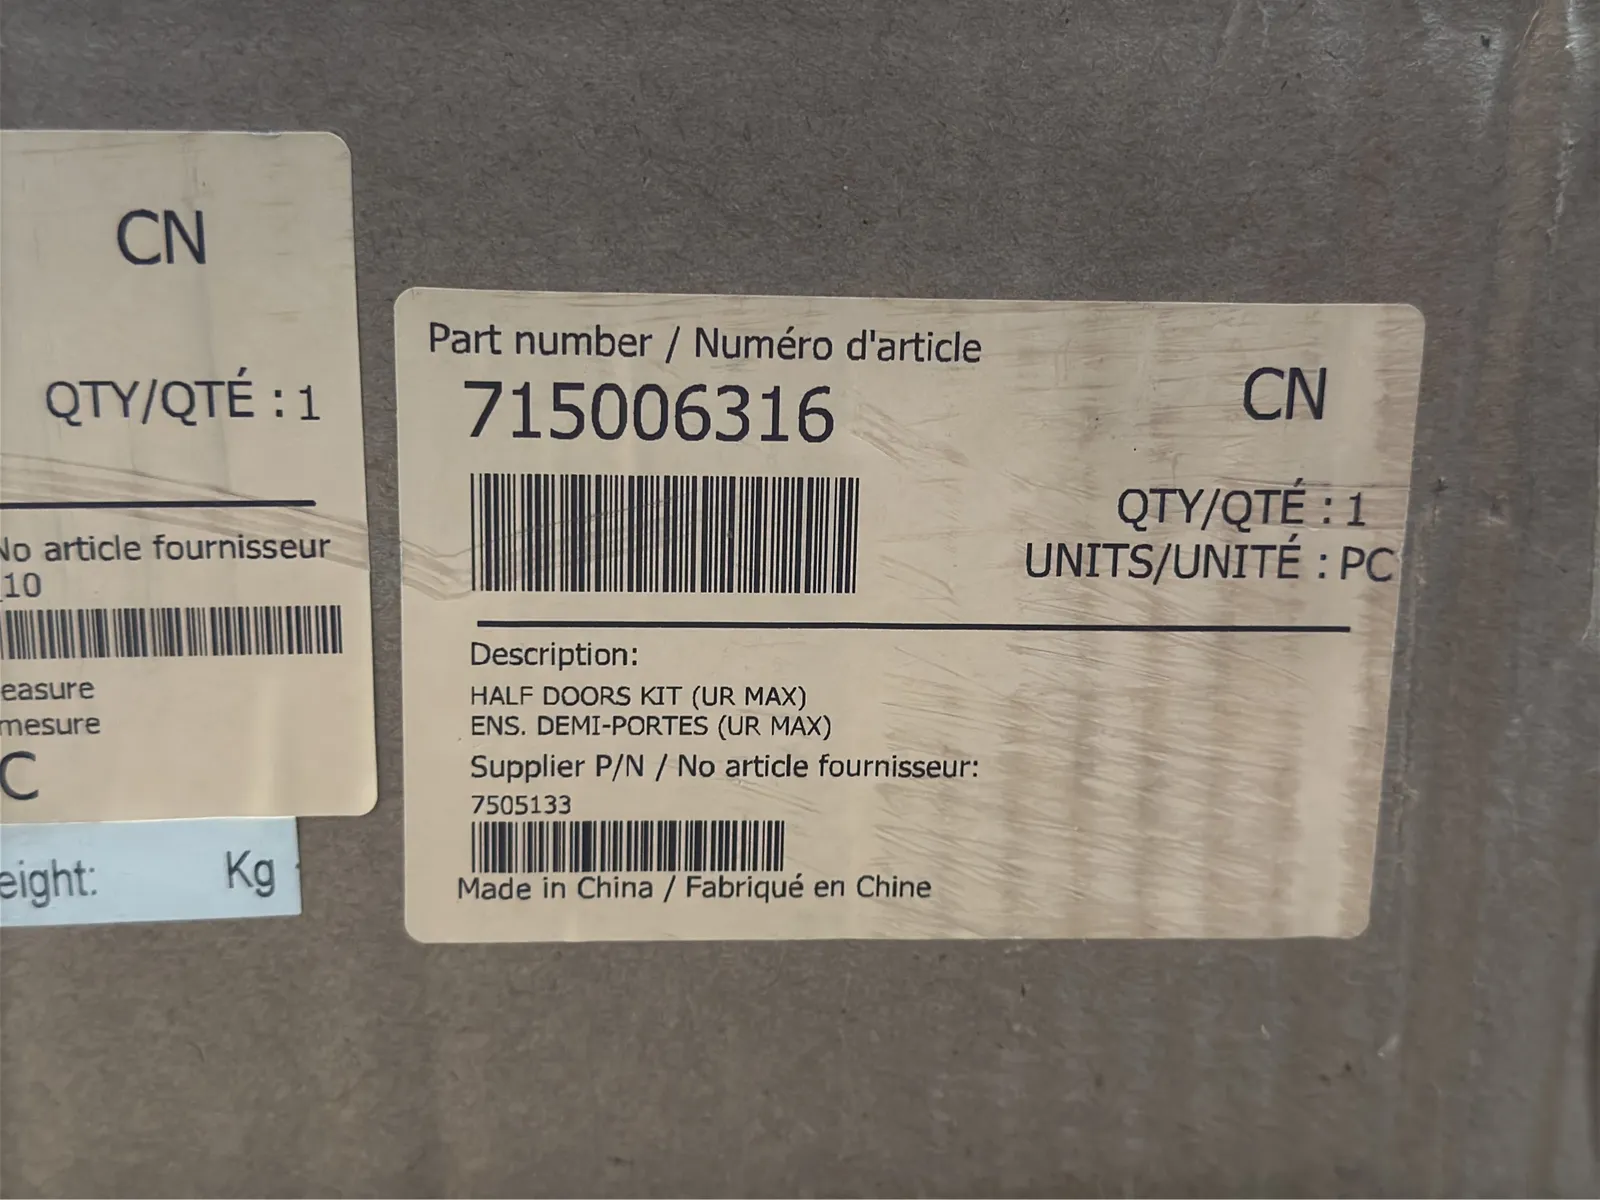 CN
QTY/QTÉ : 1
No article fournisseur
10
easure
mesure
C
eight: Kg
Part number / Numéro d'article
715006316
CN
QTY/QTÉ : 1
UNITS/UNITÉ : PC
Description:
HALF DOORS KIT (UR MAX)
ENS. DEMI-PORTES (UR MAX)
Supplier P/N / No article fournisseur:
7505133
Made in China / Fabriqué en Chine